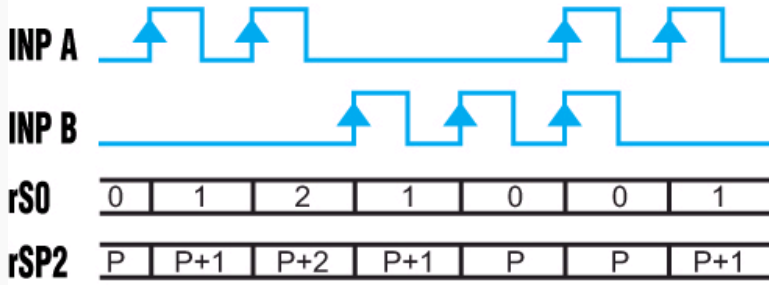 INP A
INP B
rS0 0 1 2 1 0 0 1
rSP2 P P+1 P+2 P+1 P P P+1